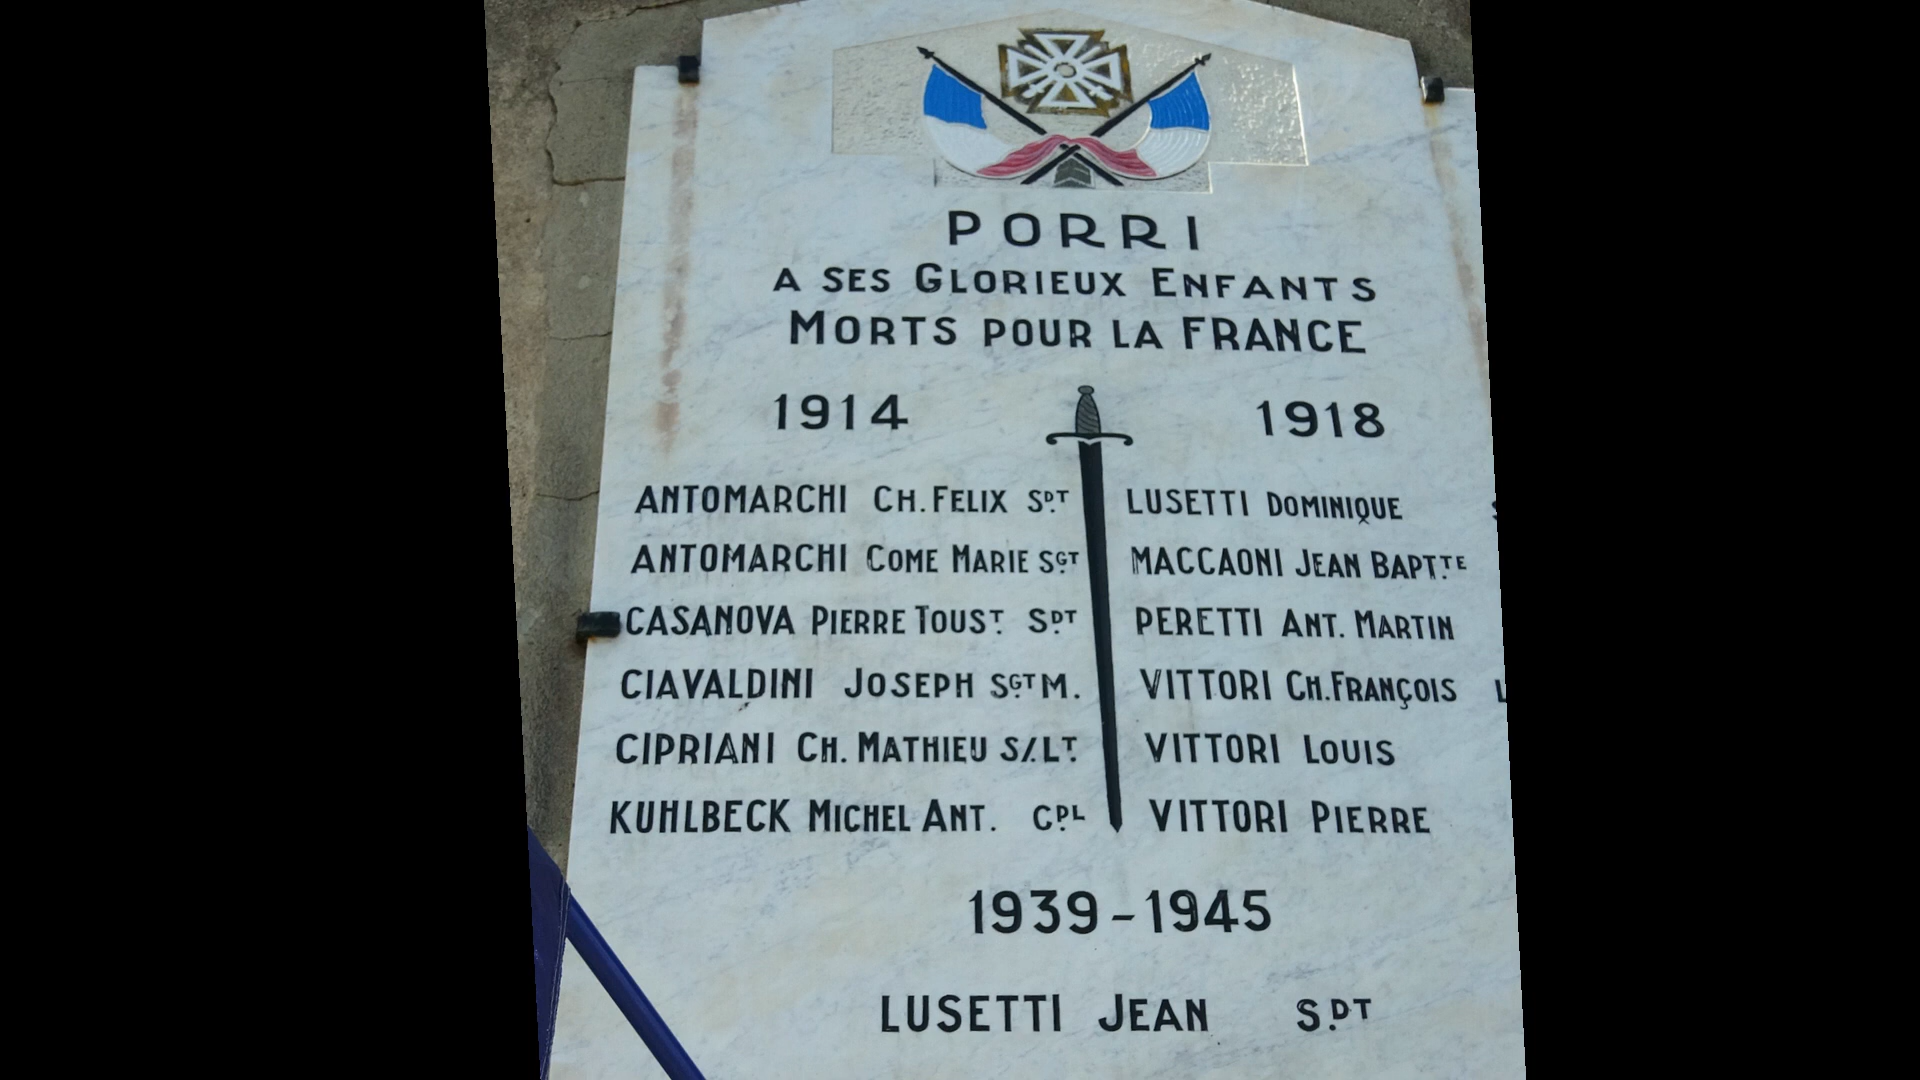 PORRI
A SES GLORIEUX ENFANTS
MORTS POUR LA FRANCE
1914 1918
ANTOMARCHI CH. FELIX SDT LUSETTI DOMINIQUE
ANTOMARCHI COME MARIE SGT MACCAONI JEAN BAPTTE
CASANOVA PIERRE TOUST SDT PERETTI ANT. MARTIN
CIAVALDINI JOSEPH SGT M. VITTORI CH. FRANÇOIS
CIPRIANI CH. MATHIEU S/LT VITTORI LOUIS
KUHLBECK MICHEL ANT. CPL VITTORI PIERRE
1939-1945
LUSETTI JEAN SDT